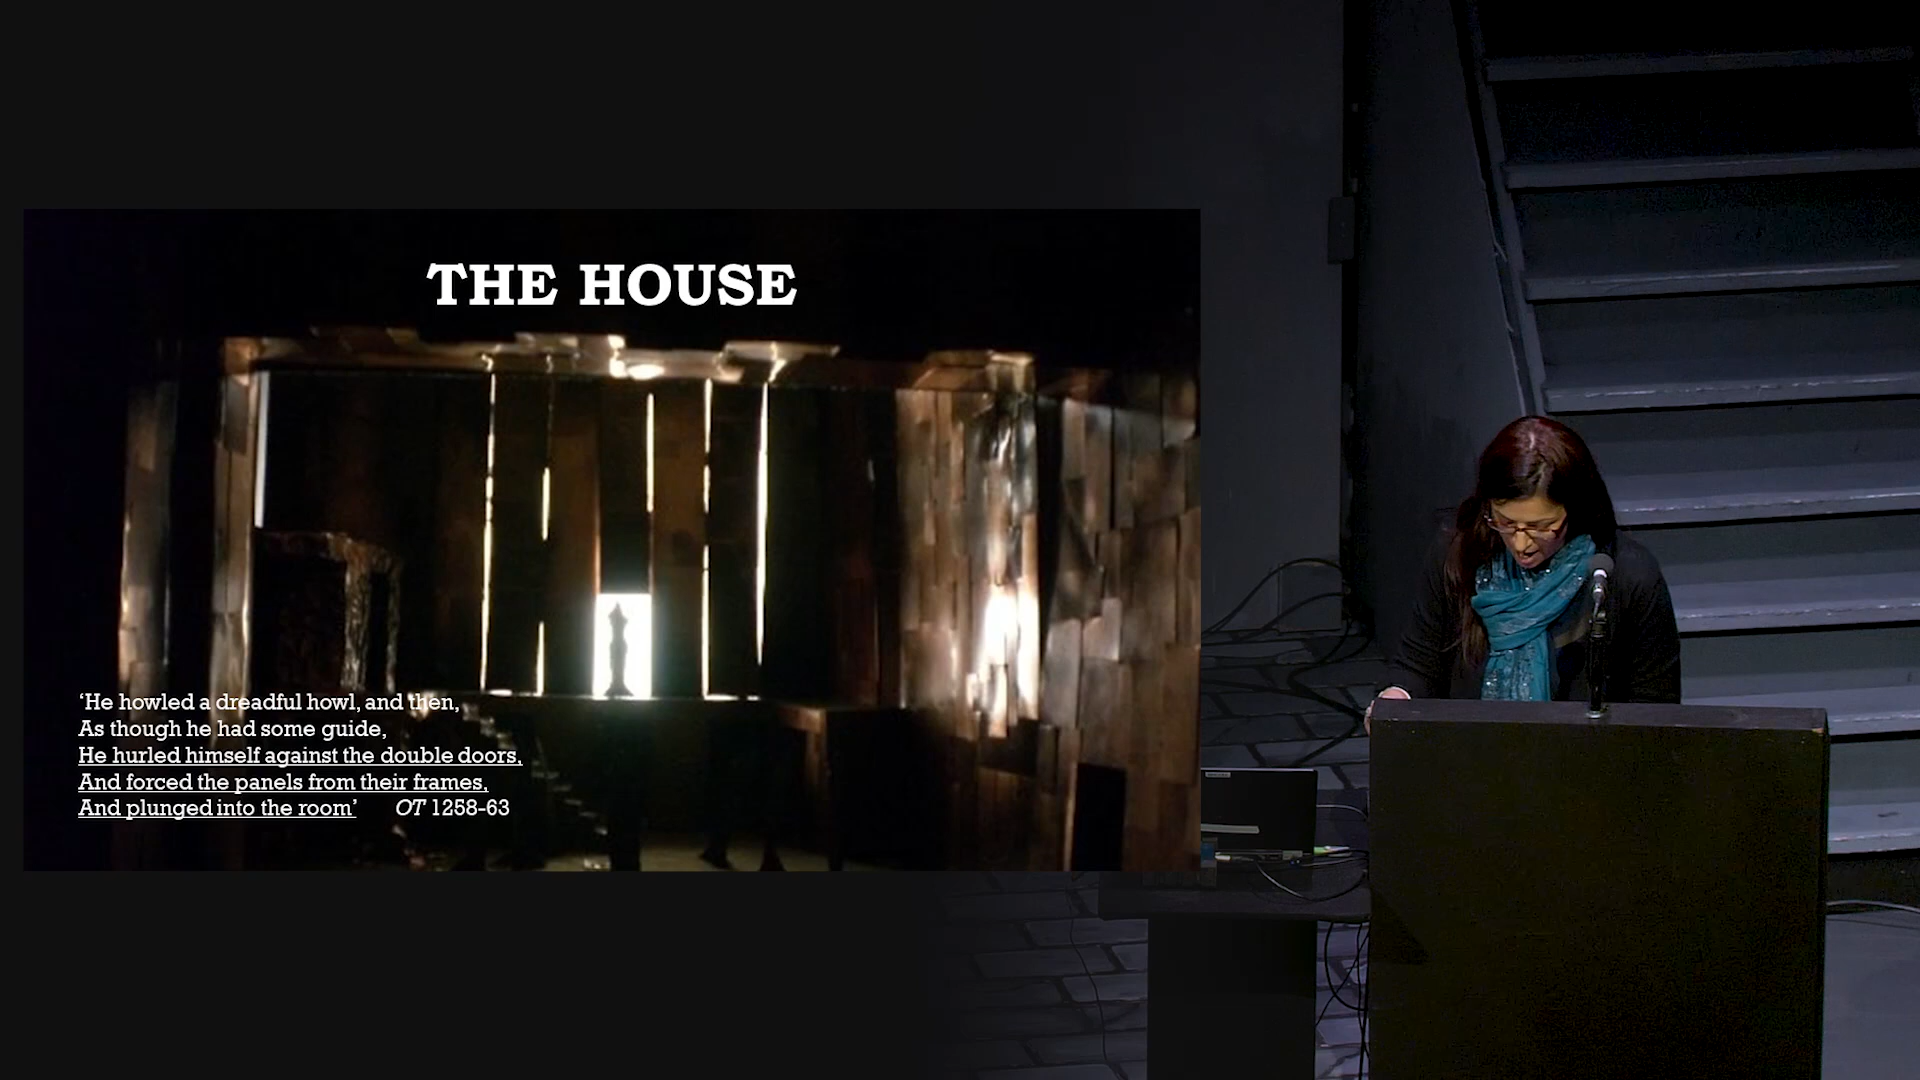 THE HOUSE
‘He howled a dreadful howl, and then,
As though he had some guide,
He hurled himself against the double doors,
And forced the panels from their frames,
And plunged into the room’ OT 1258-63